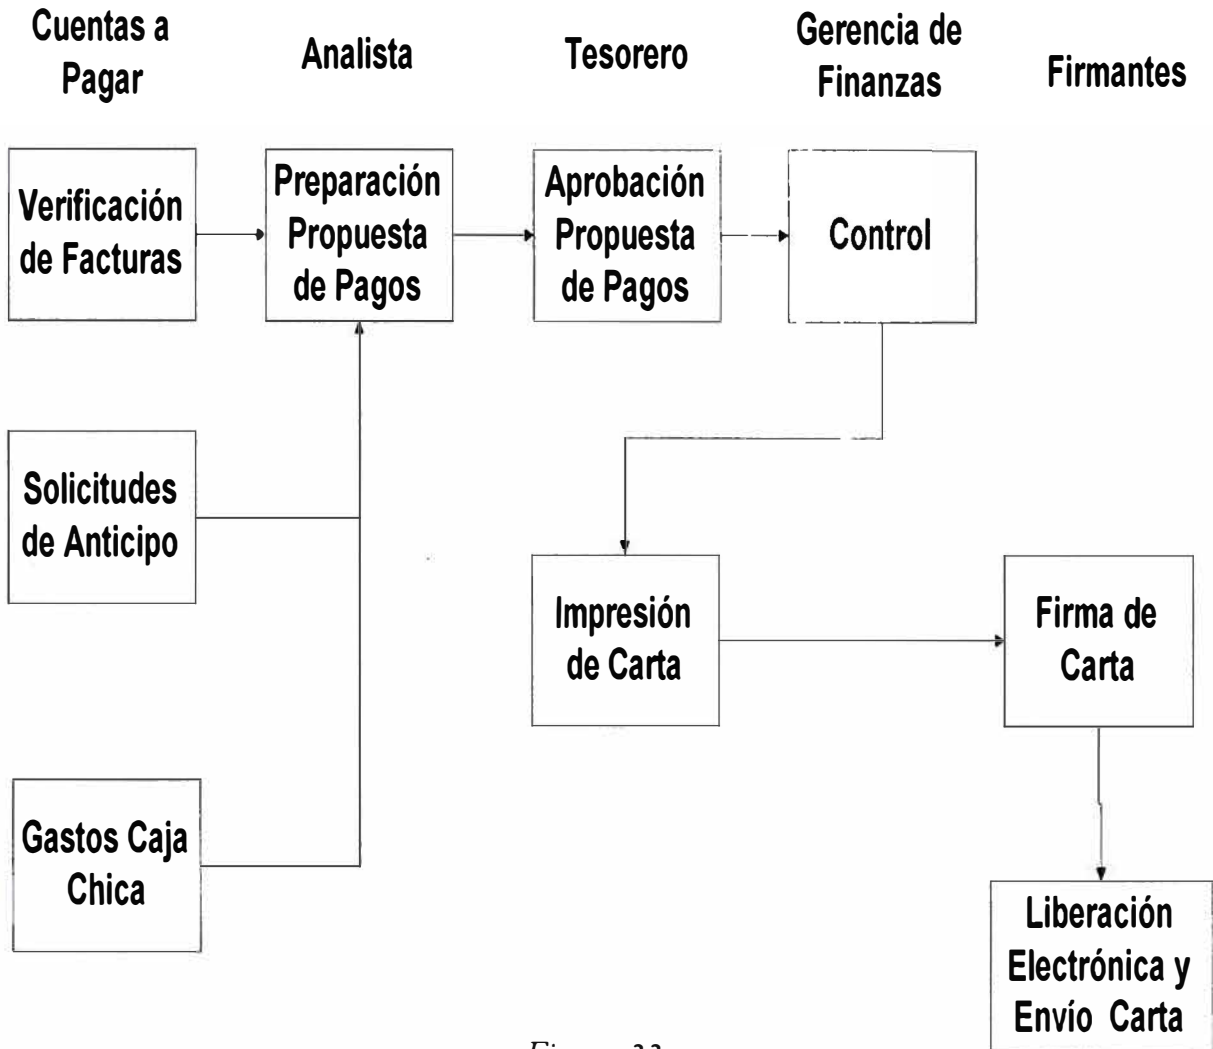 Cuentas a
Pagar
Analista
Tesorero
Gerencia de
Finanzas
Firmantes
Verificación
de Facturas
Preparación
Propuesta
de Pagos
Aprobación
Propuesta
de Pagos
Control
Solicitudes
de Anticipo
Impresión
de Carta
Firma de
Carta
Gastos Caja
Chica
Liberación
Electrónica y
Envío Carta